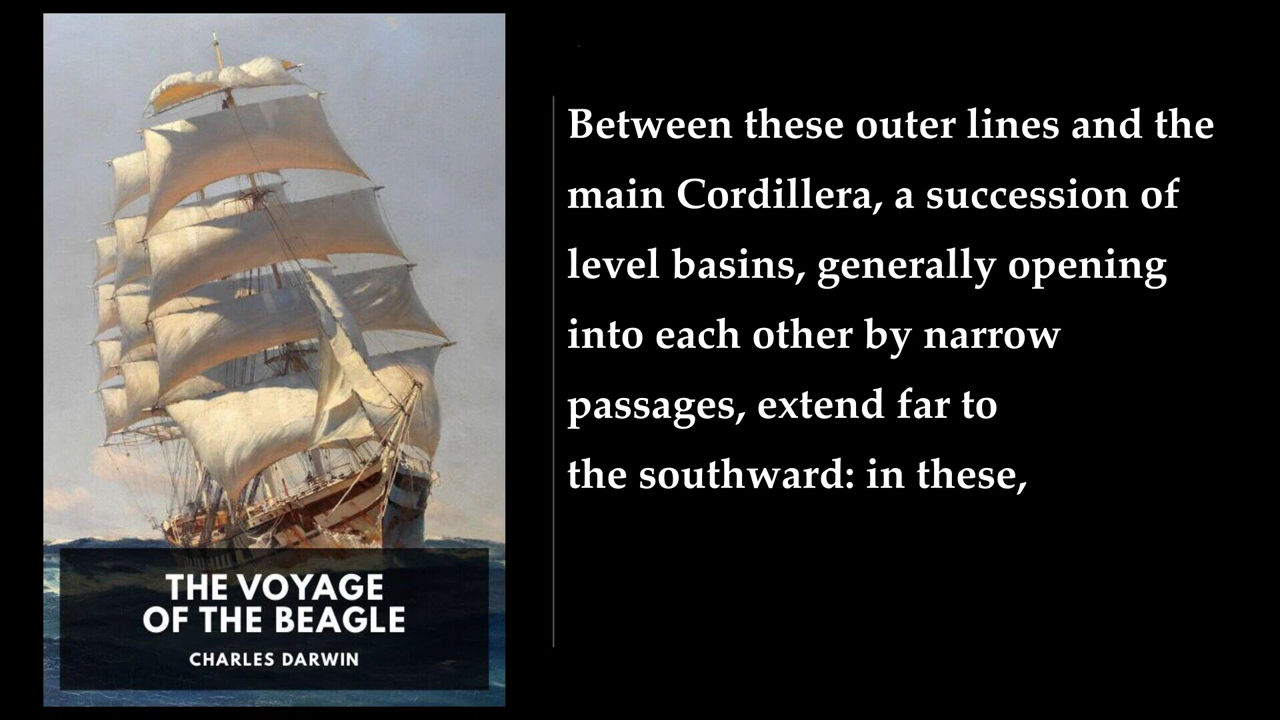 THE VOYAGE
OF THE BEAGLE
CHARLES DARWIN
Between these outer lines and the
main Cordillera, a succession of
level basins, generally opening
into each other by narrow
passages, extend far to
the southward: in these,